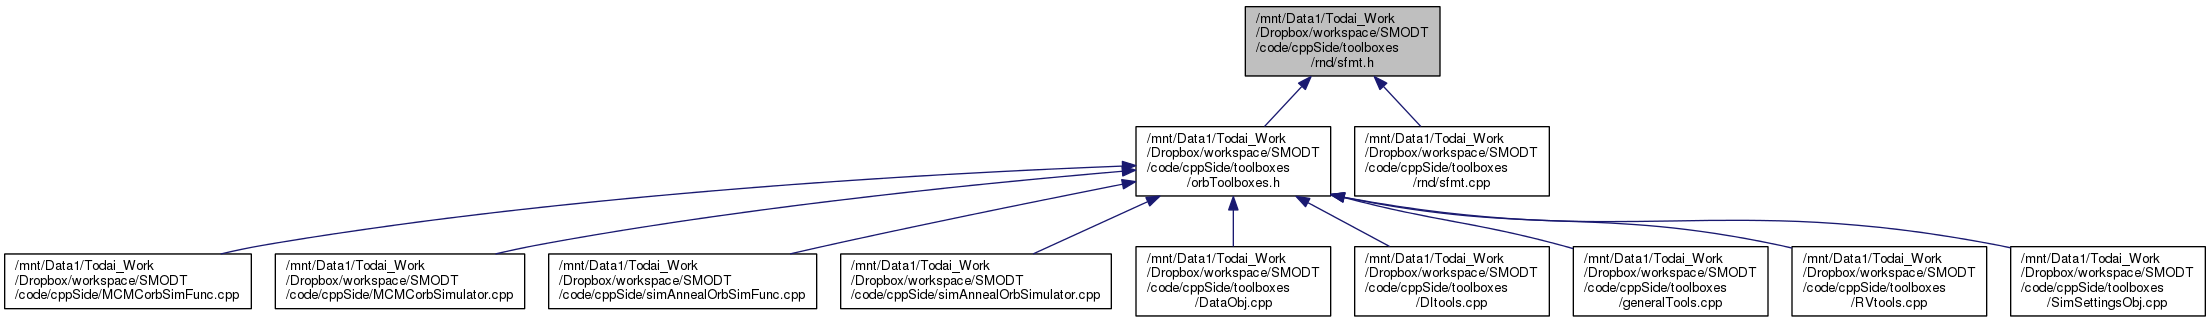 /mnt/Data1/Todai_Work
/Dropbox/workspace/SMODT
/code/cppSide/toolboxes
/rnd/sfmt.h
/mnt/Data1/Todai_Work
/Dropbox/workspace/SMODT
/code/cppSide/toolboxes
/orbToolboxes.h
/mnt/Data1/Todai_Work
/Dropbox/workspace/SMODT
/code/cppSide/toolboxes
/rnd/sfmt.cpp
/mnt/Data1/Todai_Work
/Dropbox/workspace/SMODT
/code/cppSide/MCMCorbSimFunc.cpp
/mnt/Data1/Todai_Work
/Dropbox/workspace/SMODT
/code/cppSide/MCMCorbSimulator.cpp
/mnt/Data1/Todai_Work
/Dropbox/workspace/SMODT
/code/cppSide/simAnnealOrbSimFunc.cpp
/mnt/Data1/Todai_Work
/Dropbox/workspace/SMODT
/code/cppSide/simAnnealOrbSimulator.cpp
/mnt/Data1/Todai_Work
/Dropbox/workspace/SMODT
/code/cppSide/toolboxes
/DataObj.cpp
/mnt/Data1/Todai_Work
/Dropbox/workspace/SMODT
/code/cppSide/toolboxes
/DItools.cpp
/mnt/Data1/Todai_Work
/Dropbox/workspace/SMODT
/code/cppSide/toolboxes
/generalTools.cpp
/mnt/Data1/Todai_Work
/Dropbox/workspace/SMODT
/code/cppSide/toolboxes
/RVtools.cpp
/mnt/Data1/Todai_Work
/Dropbox/workspace/SMODT
/code/cppSide/toolboxes
/SimSettingsObj.cpp